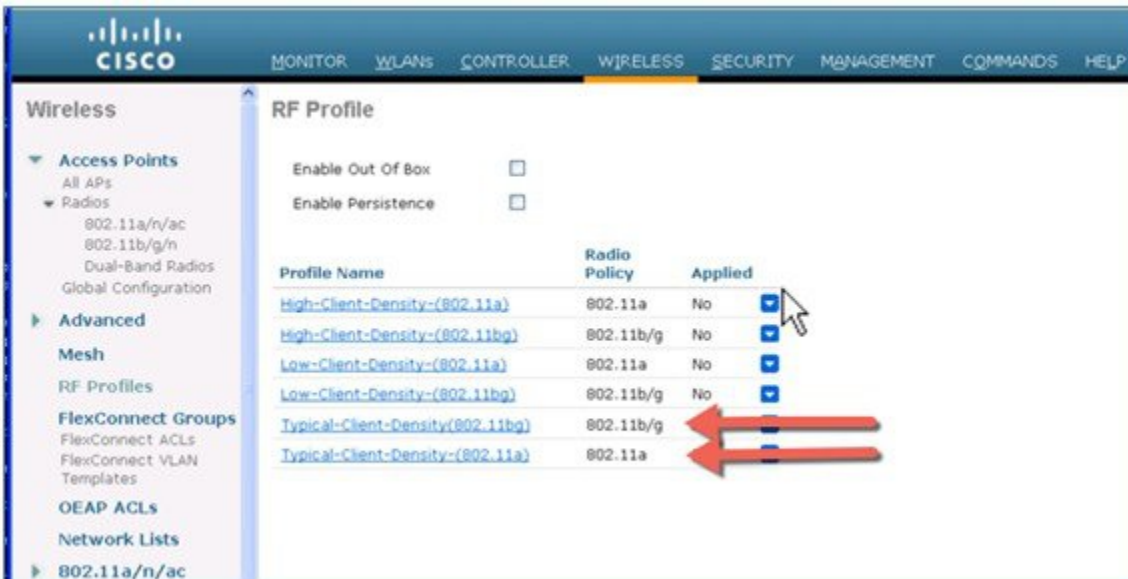 CISCO
MONITOR WLANs CONTROLLER WIRELESS SECURITY MANAGEMENT COMMANDS HELP
Wireless
Access Points
All APs
Radios
802.11a/n/ac
802.11b/g/n
Dual-Band Radios
Global Configuration
Advanced
Mesh
RF Profiles
FlexConnect Groups
FlexConnect ACLs
FlexConnect VLAN
Templates
OEAP ACLs
Network Lists
802.11a/n/ac
RF Profile
Enable Out Of Box
Enable Persistence
Profile Name Radio Policy Applied
High-Client-Density-(802.11a) 802.11a No
High-Client-Density-(802.11bg) 802.11b/g No
Low-Client-Density-(802.11a) 802.11a No
Low-Client-Density-(802.11bg) 802.11b/g No
Typical-Client-Density(802.11bg) 802.11b/g
Typical-Client-Density-(802.11a) 802.11a